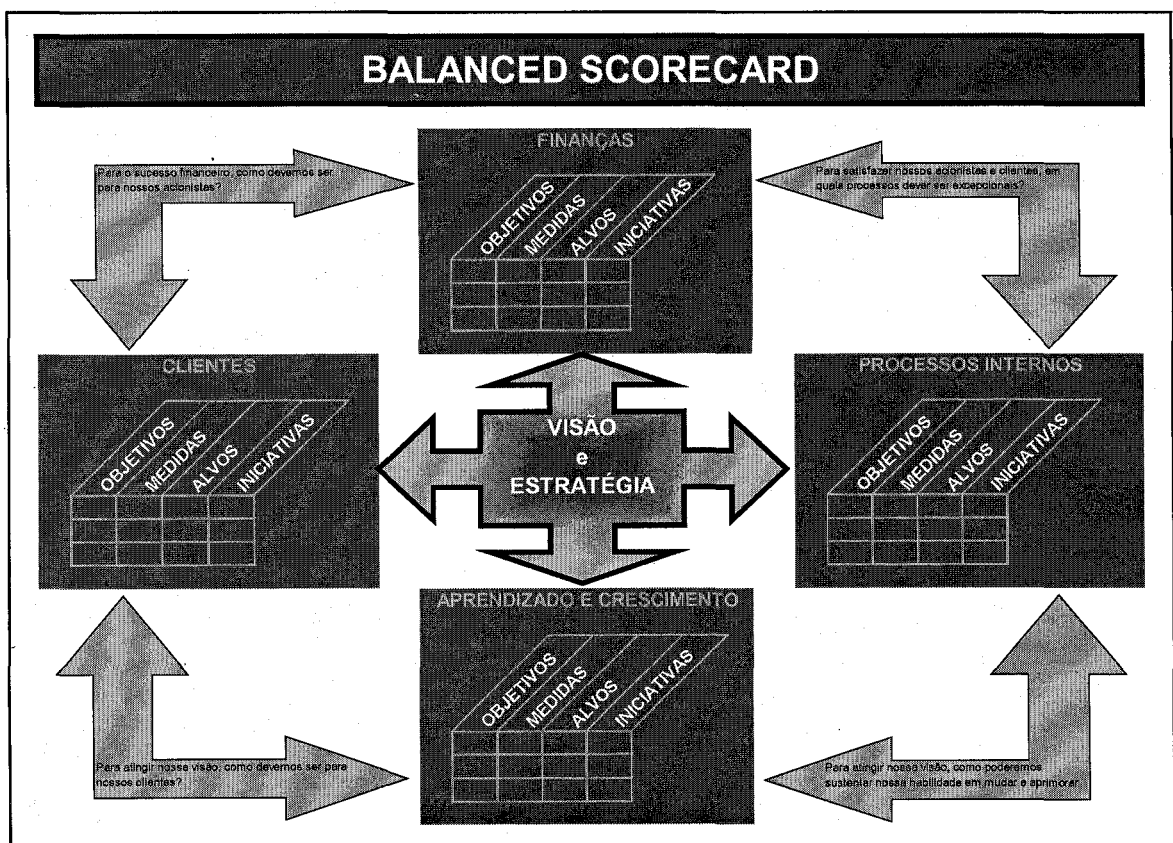 BALANCED SCORECARD
FINANÇAS
Para o sucesso financeiro, como devemos ser
para nossos acionistas?
Para satisfazer nossos acionistas e clientes, em
quais processos dever ser excepcionais?
OBJETIVOS
MEDIDAS
ALVOS
INICIATIVAS
CLIENTES
OBJETIVOS
MEDIDAS
ALVOS
INICIATIVAS
VISÃO
e
ESTRATÉGIA
PROCESSOS INTERNOS
OBJETIVOS
MEDIDAS
ALVOS
INICIATIVAS
APRENDIZADO E CRESCIMENTO
OBJETIVOS
MEDIDAS
ALVOS
INICIATIVAS
Para atingir nossa visão, como devemos ser para
nossos clientes?
Para atingir nossa visão, como poderemos
sustentar nossa habilidade em mudar e aprimorar